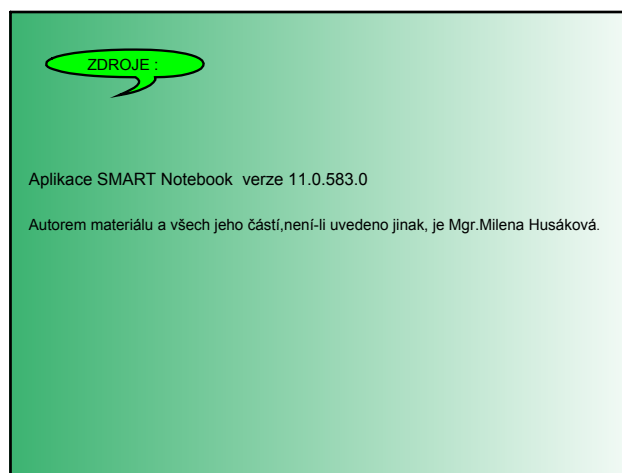 ZDROJE :
Aplikace SMART Notebook  verze 11.0.583.0
Autorem materiálu a všech jeho částí,není-li uvedeno jinak, je Mgr.Milena Husáková.